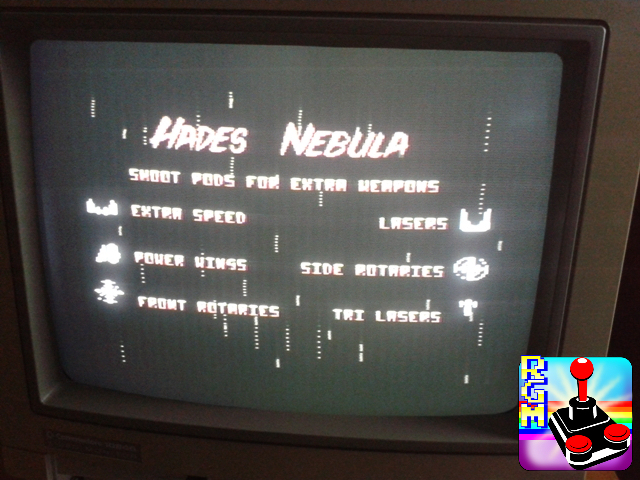 HADES NEBULA
SHOOT PODS FOR EXTRA WEAPONS
EXTRA SPEED
LASERS
POWER WINGS
SIDE ROTARIES
FRONT ROTARIES
TRI LASERS
RGM